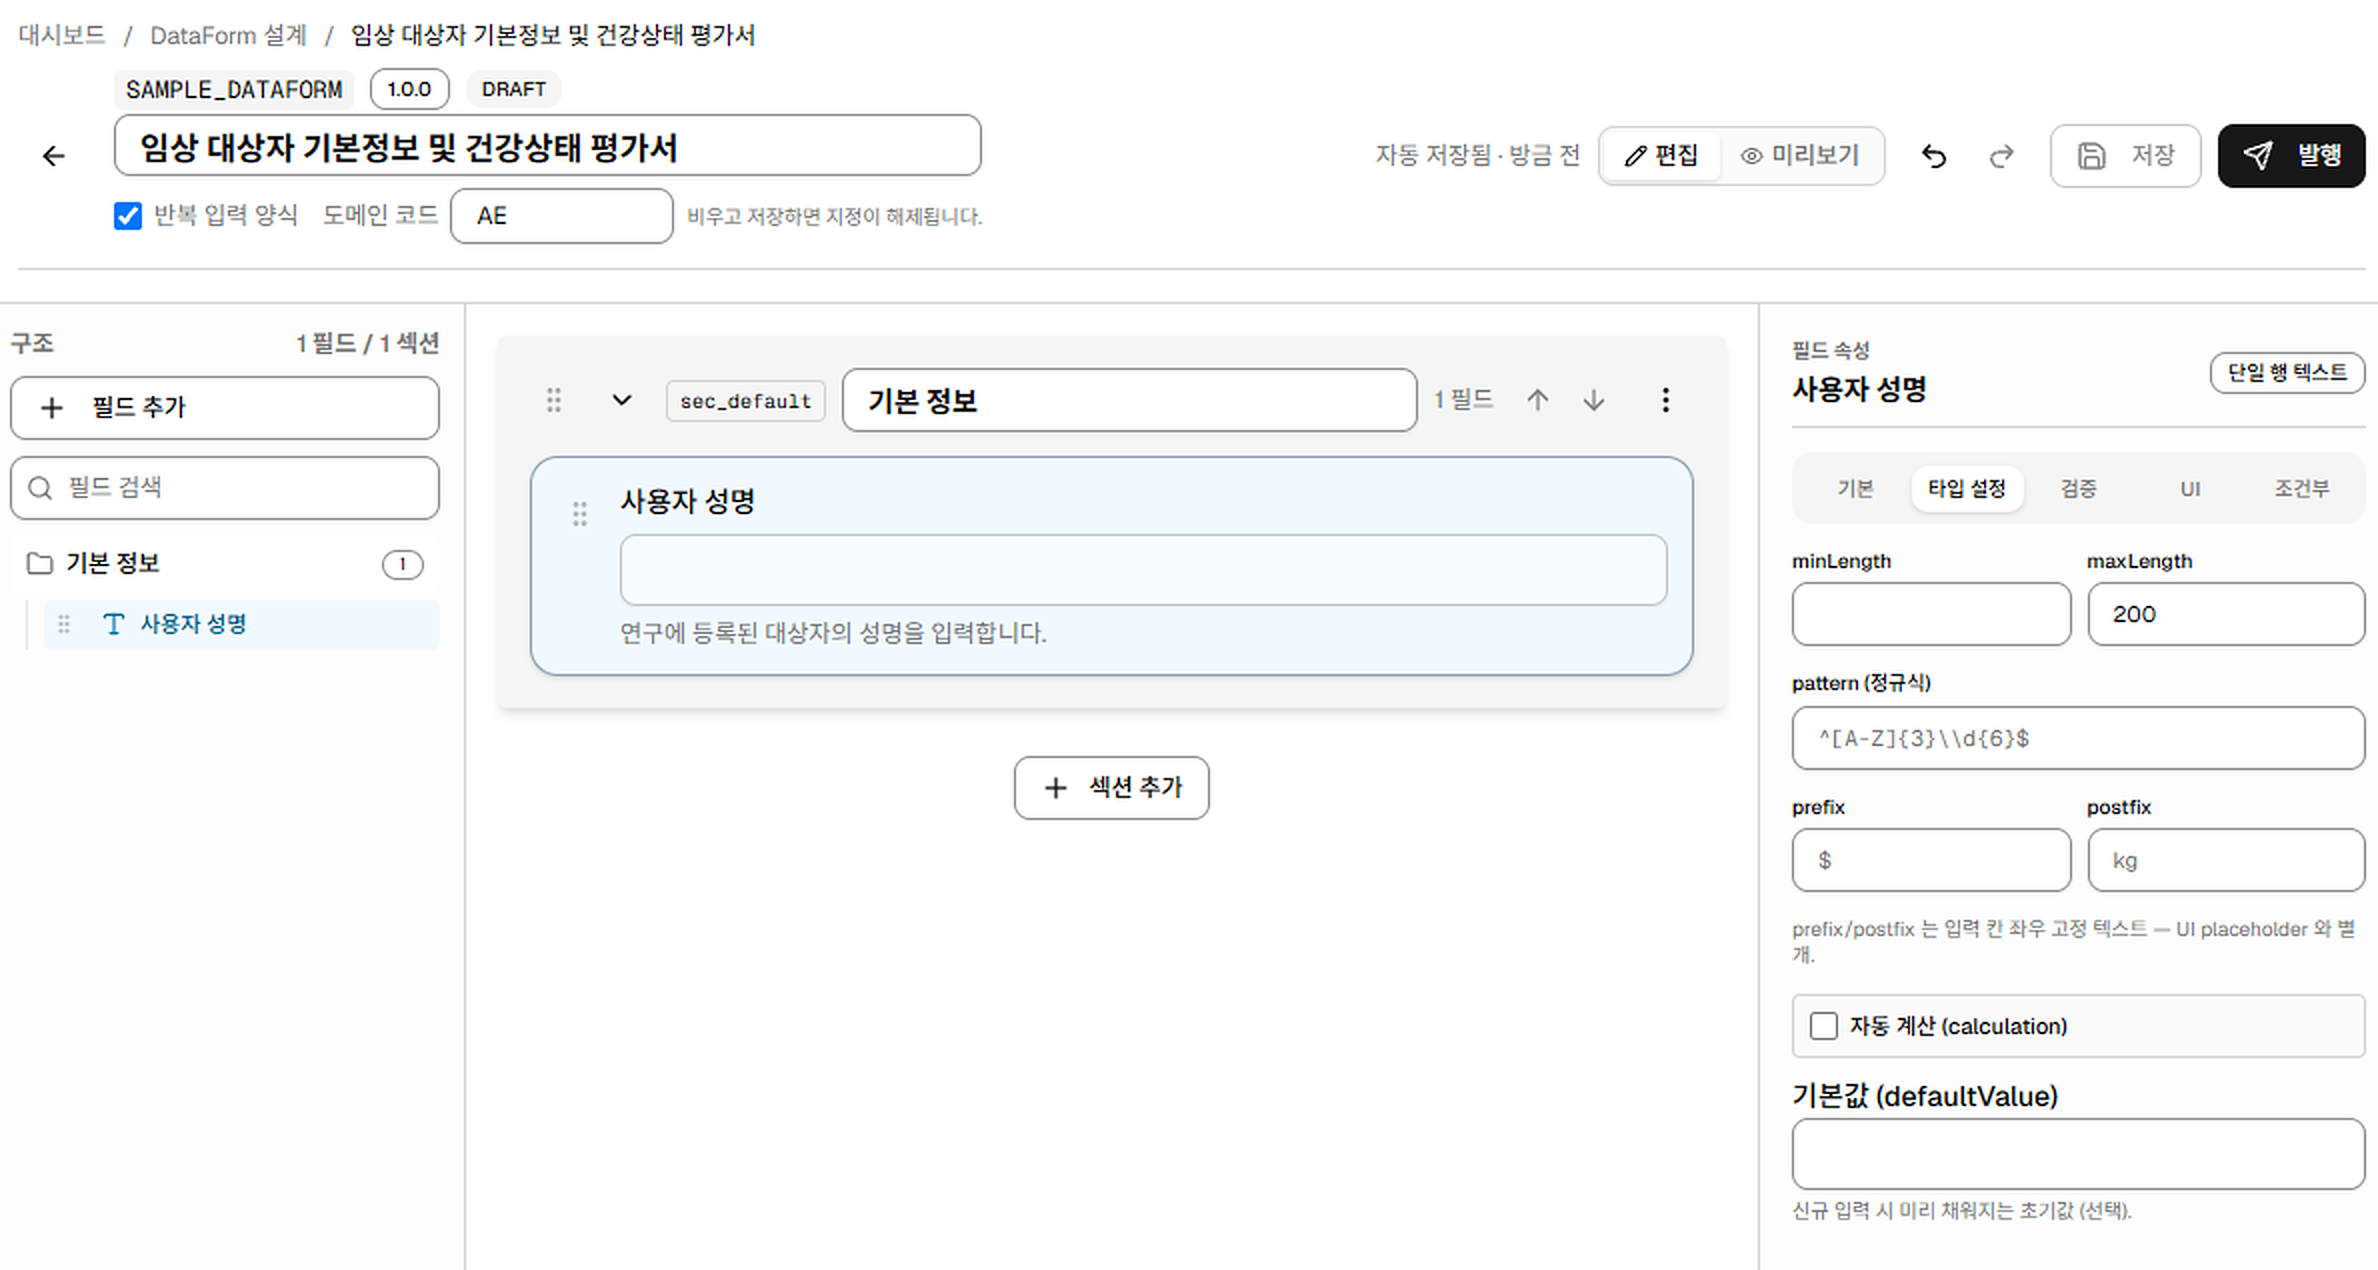 대시보드 / DataForm 설계 / 임상 대상자 기본정보 및 건강상태 평가서
SAMPLE_DATAFORM 1.0.0 DRAFT
임상 대상자 기본정보 및 건강상태 평가서
자동 저장됨 · 방금 전 편집 미리보기 저장 발행
반복 입력 양식 도메인 코드 AE 비우고 저장하면 지정이 해제됩니다.
구조 1 필드 / 1 섹션
필드 추가
필드 검색
기본 정보 1
사용자 성명
sec_default 기본 정보 1 필드
사용자 성명
연구에 등록된 대상자의 성명을 입력합니다.
섹션 추가
필드 속성
사용자 성명 단일 행 텍스트
기본 타입 설정 검증 UI 조건부
minLength maxLength
200
pattern (정규식)
^[A-Z]{3}\\d{6}$
prefix postfix
$ kg
prefix/postfix 는 입력 칸 좌우 고정 텍스트 — UI placeholder 와 별
개.
자동 계산 (calculation)
기본값 (defaultValue)
신규 입력 시 미리 채워지는 초기값 (선택).